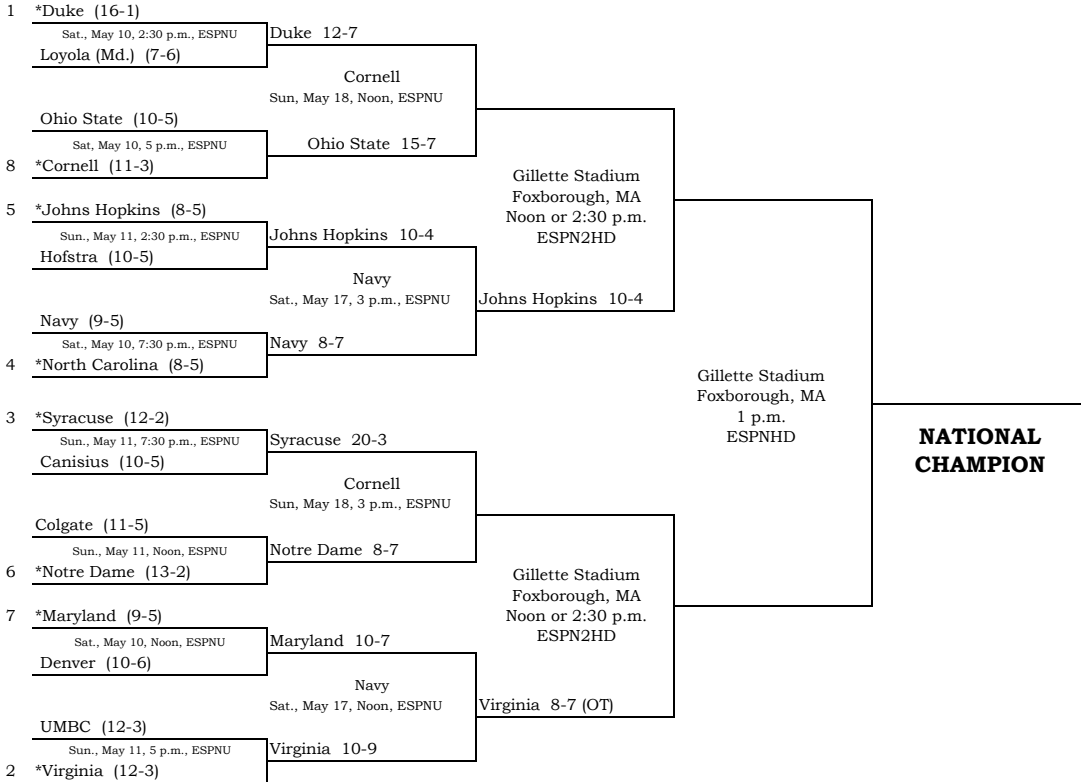 1 *Duke (16-1)
Sat., May 10, 2:30 p.m., ESPNU
Loyola (Md.) (7-6)
Duke 12-7
Cornell
Sun, May 18, Noon, ESPNU
Ohio State (10-5)
Sat, May 10, 5 p.m., ESPNU
8 *Cornell (11-3)
Ohio State 15-7
Gillette Stadium
Foxborough, MA
Noon or 2:30 p.m.
ESPN2HD
5 *Johns Hopkins (8-5)
Sun., May 11, 2:30 p.m., ESPNU
Hofstra (10-5)
Johns Hopkins 10-4
Navy
Sat., May 17, 3 p.m., ESPNU
Johns Hopkins 10-4
Navy (9-5)
Sat., May 10, 7:30 p.m., ESPNU
4 *North Carolina (8-5)
Navy 8-7
Gillette Stadium
Foxborough, MA
1 p.m.
ESPNHD
NATIONAL
CHAMPION
3 *Syracuse (12-2)
Sun., May 11, 7:30 p.m., ESPNU
Canisius (10-5)
Syracuse 20-3
Cornell
Sun, May 18, 3 p.m., ESPNU
Colgate (11-5)
Sun., May 11, Noon, ESPNU
6 *Notre Dame (13-2)
Notre Dame 8-7
Gillette Stadium
Foxborough, MA
Noon or 2:30 p.m.
ESPN2HD
7 *Maryland (9-5)
Sat., May 10, Noon, ESPNU
Denver (10-6)
Maryland 10-7
Navy
Sat., May 17, Noon, ESPNU
Virginia 8-7 (OT)
UMBC (12-3)
Sun., May 11, 5 p.m., ESPNU
2 *Virginia (12-3)
Virginia 10-9